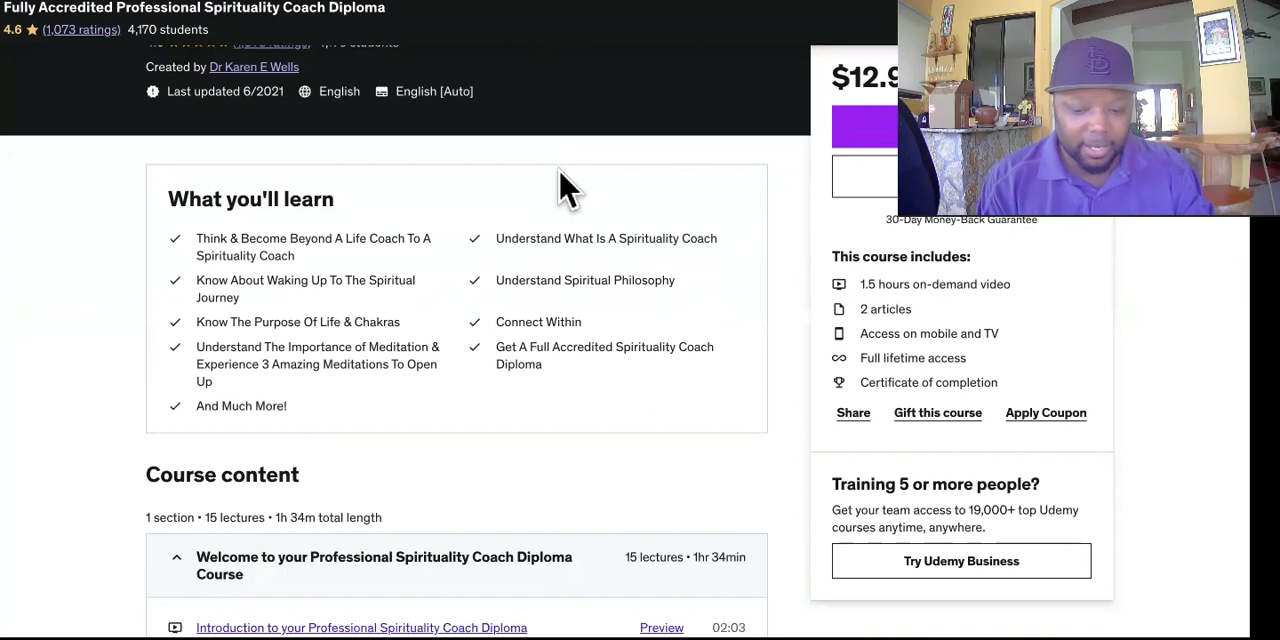 Fully Accredited Professional Spirituality Coach Diploma
4.6 ★ (1,073 ratings) 4,170 students
Created by Dr Karen E Wells
Last updated 6/2021 English English [Auto]
$12.9
30-Day Money-Back Guarantee
What you'll learn
Think & Become Beyond A Life Coach To A
Spirituality Coach
Know About Waking Up To The Spiritual
Journey
Know The Purpose Of Life & Chakras
Understand The Importance of Meditation &
Experience 3 Amazing Meditations To Open
Up
And Much More!
Understand What Is A Spirituality Coach
Understand Spiritual Philosophy
Connect Within
Get A Full Accredited Spirituality Coach
Diploma
This course includes:
1.5 hours on-demand video
2 articles
Access on mobile and TV
Full lifetime access
Certificate of completion
Share Gift this course Apply Coupon
Course content
1 section • 15 lectures • 1h 34m total length
Welcome to your Professional Spirituality Coach Diploma
Course
15 lectures • 1hr 34min
Introduction to your Professional Spirituality Coach Diploma Preview 02:03
Training 5 or more people?
Get your team access to 19,000+ top Udemy
courses anytime, anywhere.
Try Udemy Business